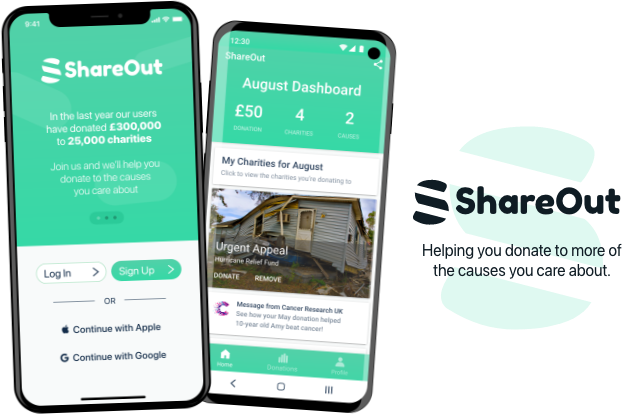 9:41
ShareOut
In the last year our users
have donated £300,000
to 25,000 charities
Join us and we'll help you
donate to the causes
you care about
Log In
Sign Up
OR
Continue with Apple
Continue with Google
12:30
ShareOut
August Dashboard
£50
4
2
DONATION
CHARITIES
CAUSES
My Charities for August
Click to view the charities you're donating to
Urgent Appeal
Hurricane Relief Fund
DONATE
REMOVE
Message from Cancer Research UK
See how your May donation helped
10-year old Amy beat cancer!
Home
Donations
Profile
ShareOut
Helping you donate to more of
the causes you care about.